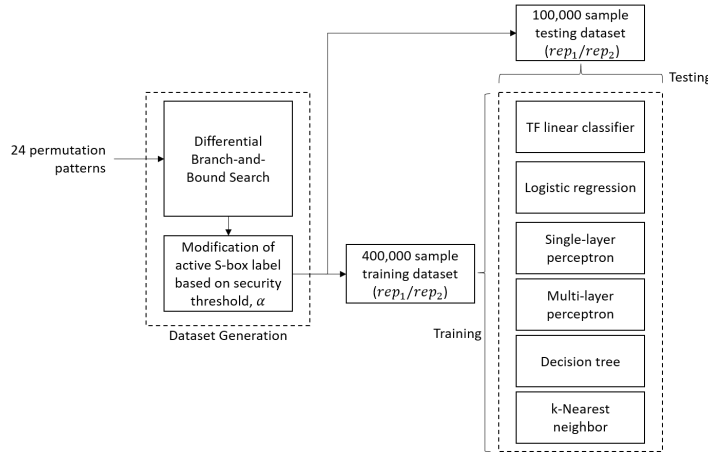 100,000 sample
testing dataset
(rep₁/rep₂)
Testing
24 permutation
patterns
Differential
Branch-and-
Bound Search
Modification of
active S-box label
based on security
threshold, α
Dataset Generation
400,000 sample
training dataset
(rep₁/rep₂)
Training
TF linear classifier
Logistic regression
Single-layer
perceptron
Multi-layer
perceptron
Decision tree
k-Nearest
neighbor